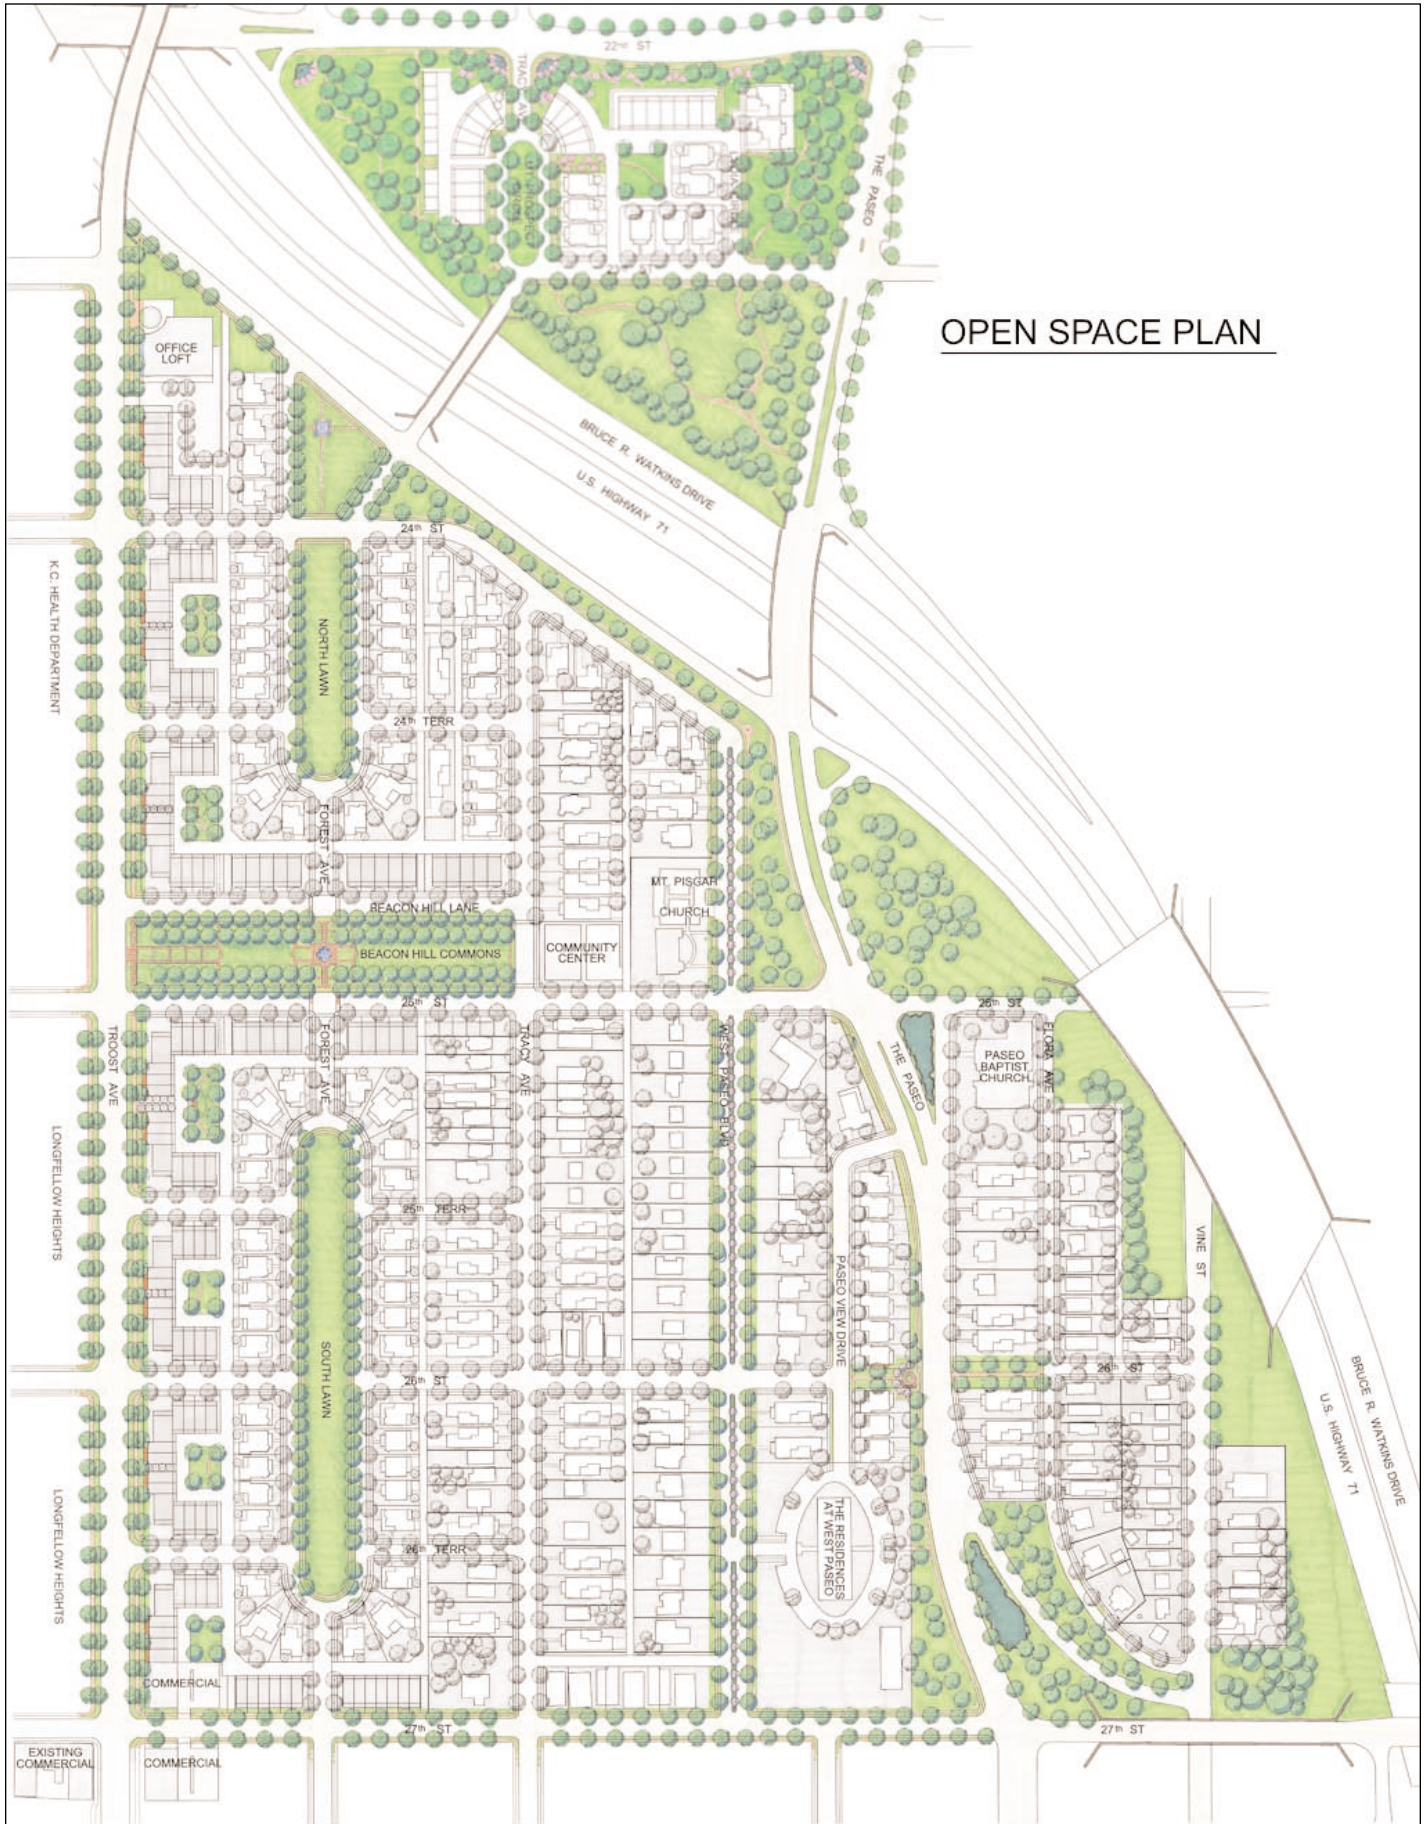 22nd ST
TRACY AV
THE PASEO
OPEN SPACE PLAN
OFFICE
LOFT
BRUCE R. WATKINS DRIVE
U.S. HIGHWAY 71
24th ST
K.C. HEALTH DEPARTMENT
NORTH LAWN
24th TERR
FOREST AVE
MT. PISGAH
CHURCH
BEACON HILL LANE
BEACON HILL COMMONS
COMMUNITY
CENTER
25th ST
25th ST
TROOST AVE
FOREST AVE
TRACY AVE
WEST PASEO BLVD
THE PASEO
PASEO
BAPTIST
CHURCH
FLORA AVE
LONGFELLOW HEIGHTS
25th TERR
PASEO VIEW DRIVE
VINE ST
SOUTH LAWN
26th ST
26th ST
BRUCE R. WATKINS DRIVE
U.S. HIGHWAY 71
LONGFELLOW HEIGHTS
THE RESIDENCES
AT WEST PASEO
26th TERR
COMMERCIAL
27th ST
27th ST
EXISTING
COMMERCIAL
COMMERCIAL